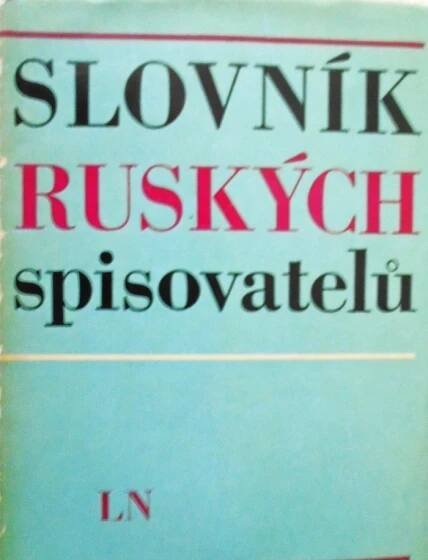 SLOVNÍK
RUSKÝCH
spisovatelů
LN